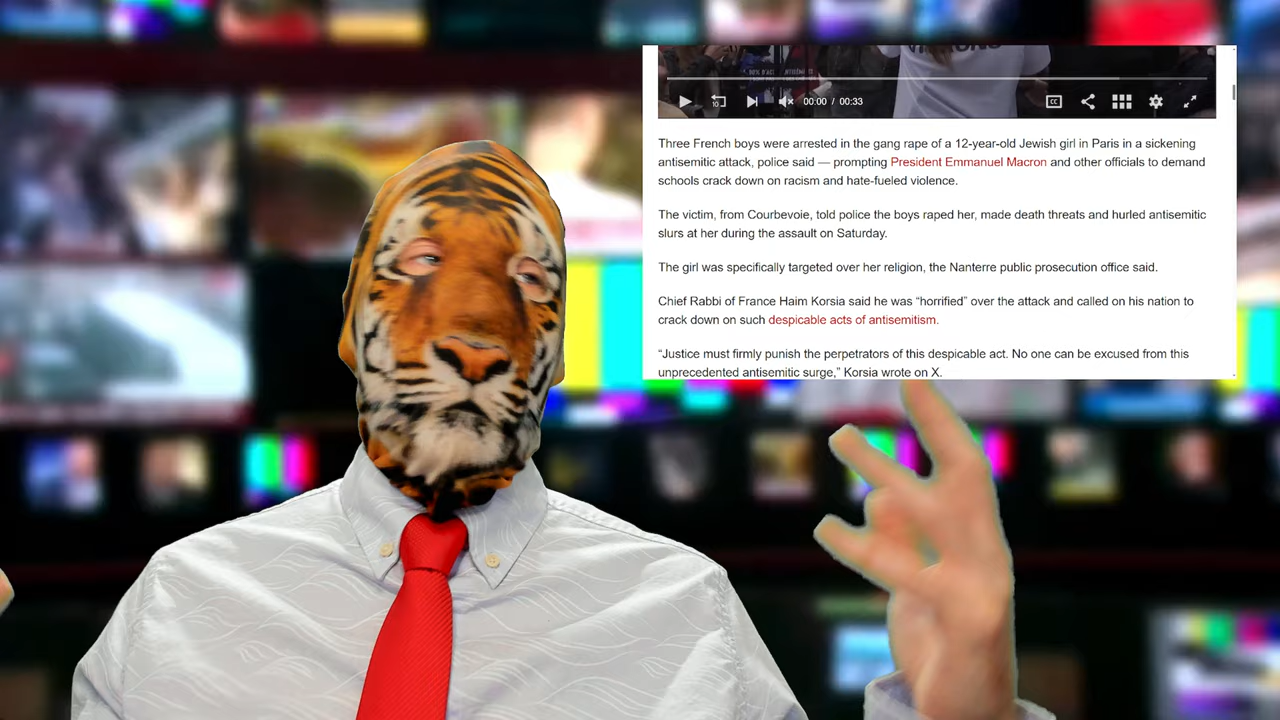 00:00 / 00:33
Three French boys were arrested in the gang rape of a 12-year-old Jewish girl in Paris in a sickening
antisemitic attack, police said — prompting President Emmanuel Macron and other officials to demand
schools crack down on racism and hate-fueled violence.
The victim, from Courbevoie, told police the boys raped her, made death threats and hurled antisemitic
slurs at her during the assault on Saturday.
The girl was specifically targeted over her religion, the Nanterre public prosecution office said.
Chief Rabbi of France Haim Korsia said he was “horrified” over the attack and called on his nation to
crack down on such despicable acts of antisemitism.
“Justice must firmly punish the perpetrators of this despicable act. No one can be excused from this
unprecedented antisemitic surge,” Korsia wrote on X.